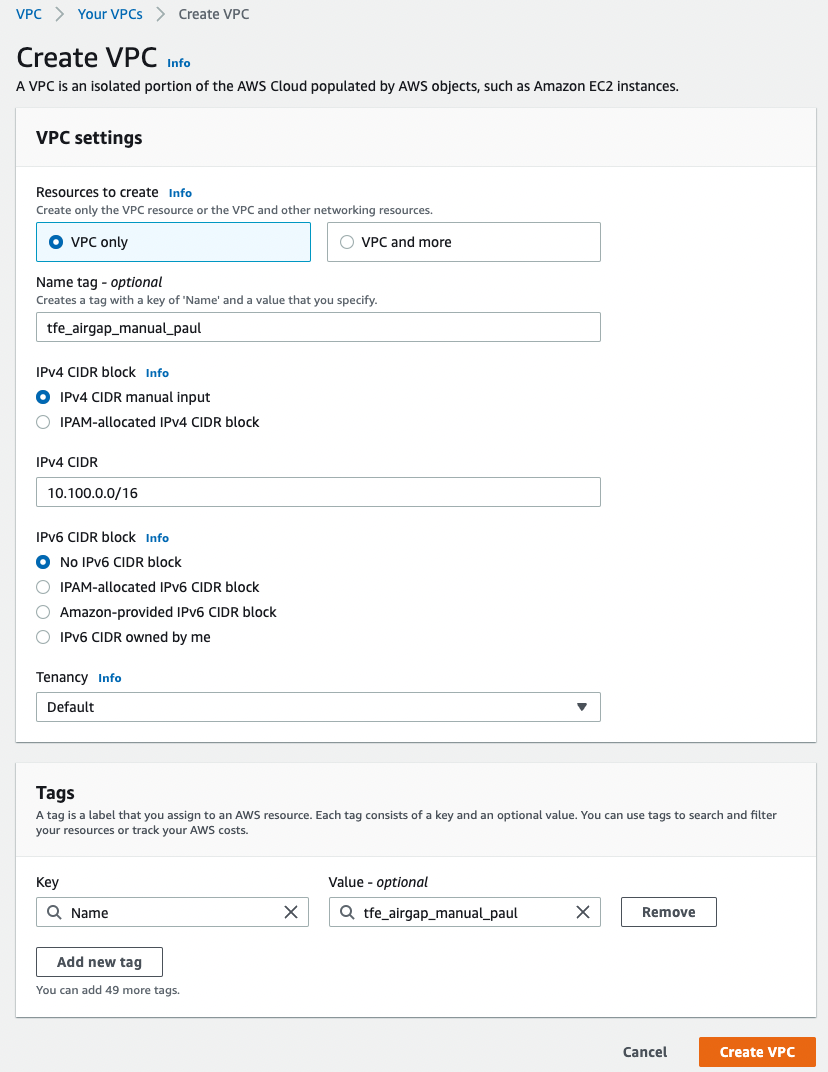 VPC > Your VPCs > Create VPC
Create VPC Info
A VPC is an isolated portion of the AWS Cloud populated by AWS objects, such as Amazon EC2 instances.
VPC settings
Resources to create Info
Create only the VPC resource or the VPC and other networking resources.
VPC only VPC and more
Name tag - optional
Creates a tag with a key of 'Name' and a value that you specify.
tfe_airgap_manual_paul
IPv4 CIDR block Info
IPv4 CIDR manual input
IPAM-allocated IPv4 CIDR block
IPv4 CIDR
10.100.0.0/16
IPv6 CIDR block Info
No IPv6 CIDR block
IPAM-allocated IPv6 CIDR block
Amazon-provided IPv6 CIDR block
IPv6 CIDR owned by me
Tenancy Info
Default
Tags
A tag is a label that you assign to an AWS resource. Each tag consists of a key and an optional value. You can use tags to search and filter
your resources or track your AWS costs.
Key Value - optional
Name tfe_airgap_manual_paul Remove
Add new tag
You can add 49 more tags.
Cancel Create VPC